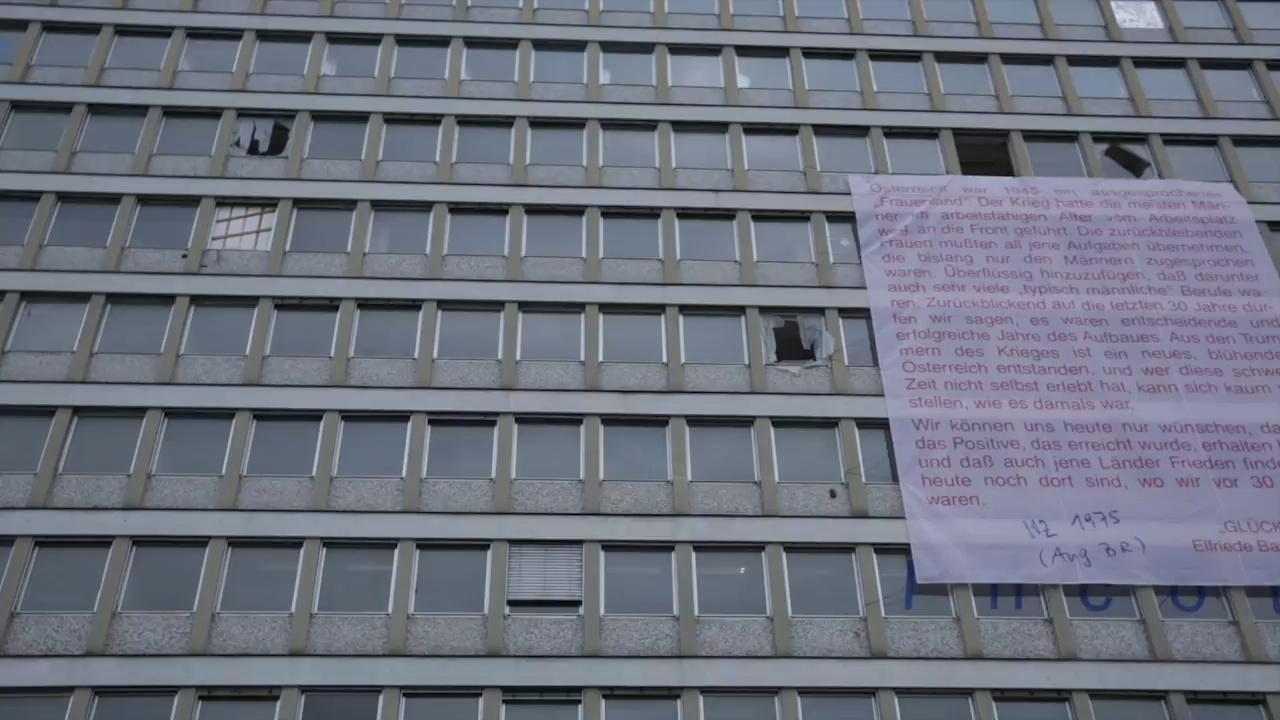 Österreich war 1945 ein ausgesprochenes
„Frauenland". Der Krieg hatte die meisten Män-
ner im arbeitsfähigen Alter vom Arbeitsplatz
weg an die Front geführt. Die zurückbleibenden
Frauen mußten all jene Aufgaben übernehmen,
die bislang nur den Männern zugesprochen
waren. Überflüssig hinzuzufügen, daß darunter
auch sehr viele „typisch männliche" Berufe wa-
ren. Zurückblickend auf die letzten 30 Jahre dür-
fen wir sagen, es waren entscheidende und
erfolgreiche Jahre des Aufbaues. Aus den Trüm
mern des Krieges ist ein neues, blühende
Österreich entstanden, und wer diese schwe
Zeit nicht selbst erlebt hat, kann sich kaum
stellen, wie es damals war.
Wir können uns heute nur wünschen, da
das Positive, das erreicht wurde, erhalten
und daß auch jene Länder Frieden finde
heute noch dort sind, wo wir vor 30
waren.
1975
(Aug BR)
„GLÜCK
Elfriede Ba